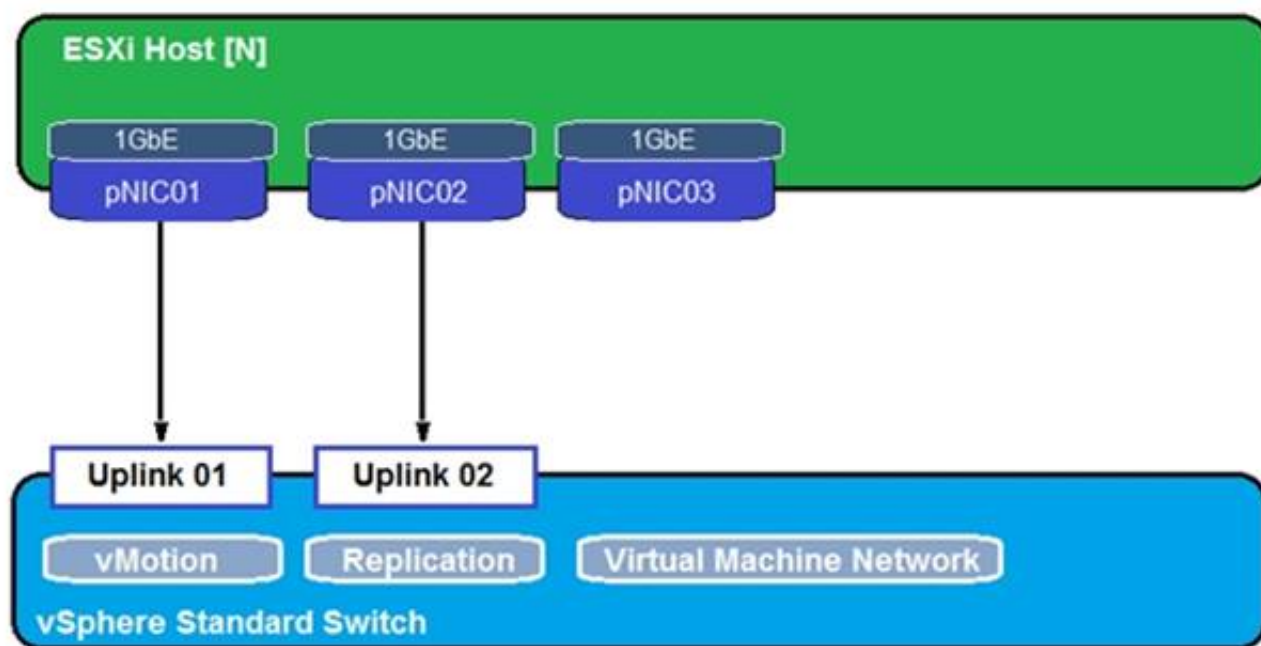 ESXi Host [N]
1GbE 1GbE 1GbE
pNIC01 pNIC02 pNIC03
Uplink 01 Uplink 02
vMotion Replication Virtual Machine Network
vSphere Standard Switch